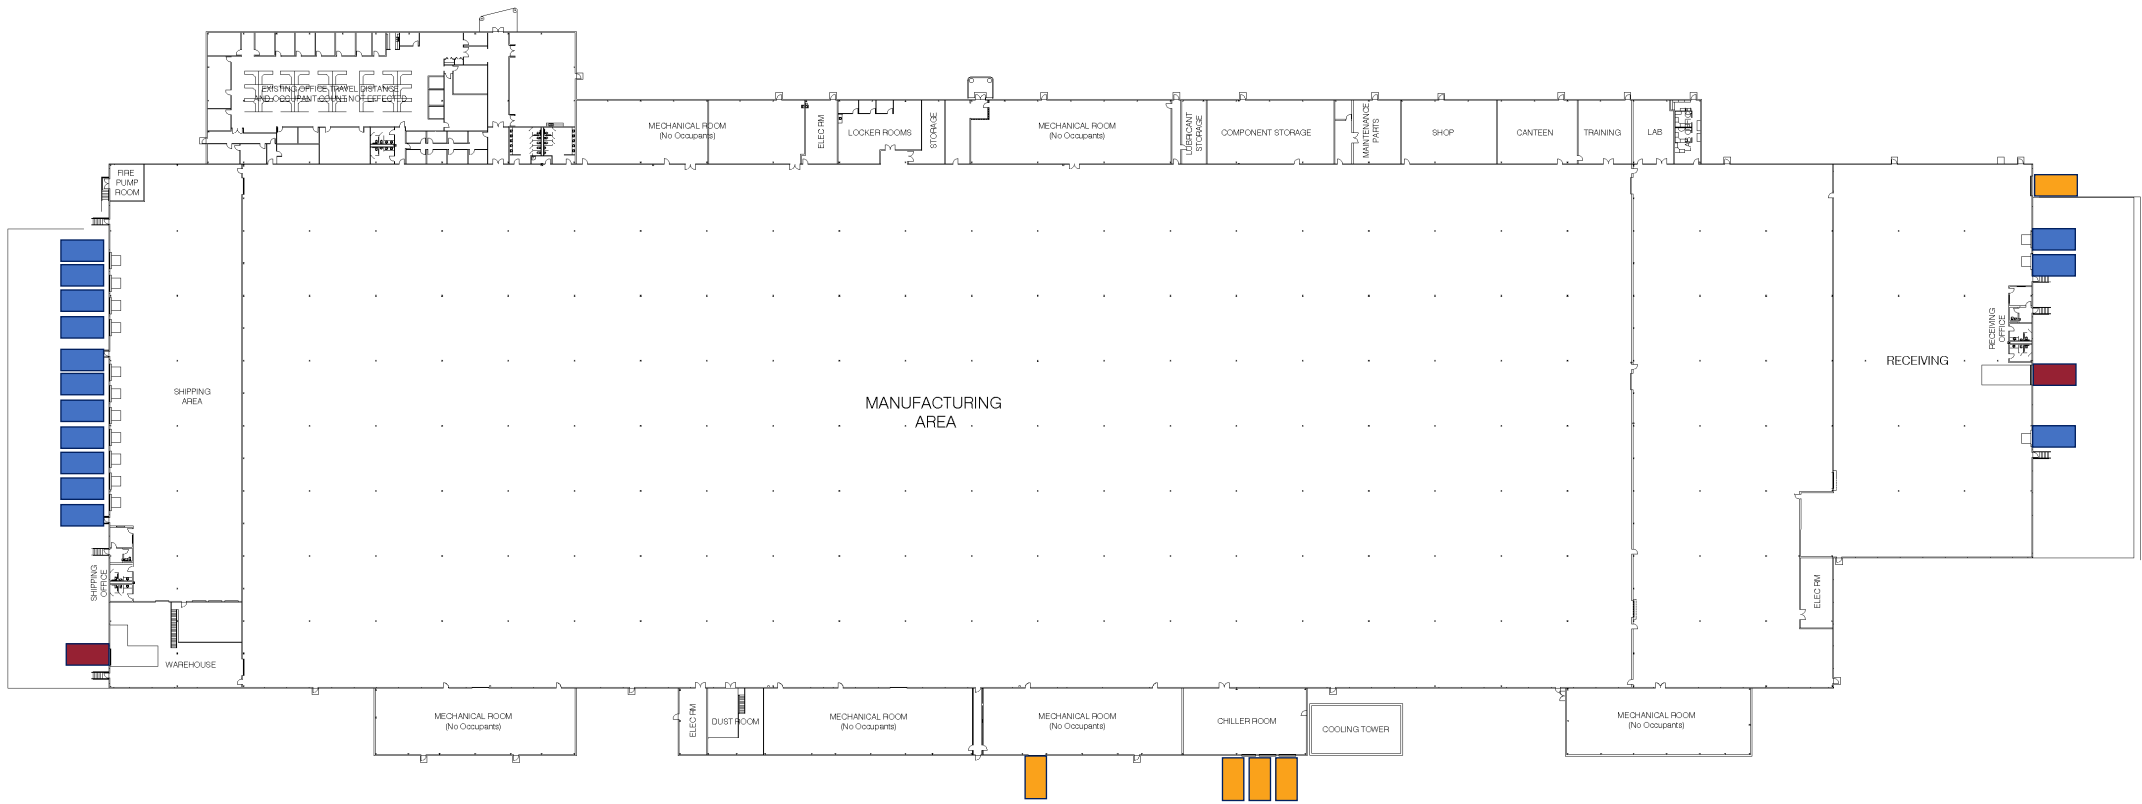 EXISTING OFFICE TRAVEL DISTANCE
AND OCCUPANT COUNT NOT EFFECTED
MECHANICAL ROOM
(No Occupants)
ELEC RM
LOCKER ROOMS
STORAGE
MECHANICAL ROOM
(No Occupants)
LUBRICANT
STORAGE
COMPONENT STORAGE
MAINTENANCE
PARTS
SHOP
CANTEEN
TRAINING
LAB
LAB OFFICE
FIRE
PUMP
ROOM
SHIPPING
AREA
MANUFACTURING
AREA
RECEIVING
OFFICE
RECEIVING
SHIPPING
OFFICE
WAREHOUSE
ELEC RM
MECHANICAL ROOM
(No Occupants)
ELEC RM
DUST ROOM
MECHANICAL ROOM
(No Occupants)
MECHANICAL ROOM
(No Occupants)
CHILLER ROOM
COOLING TOWER
MECHANICAL ROOM
(No Occupants)